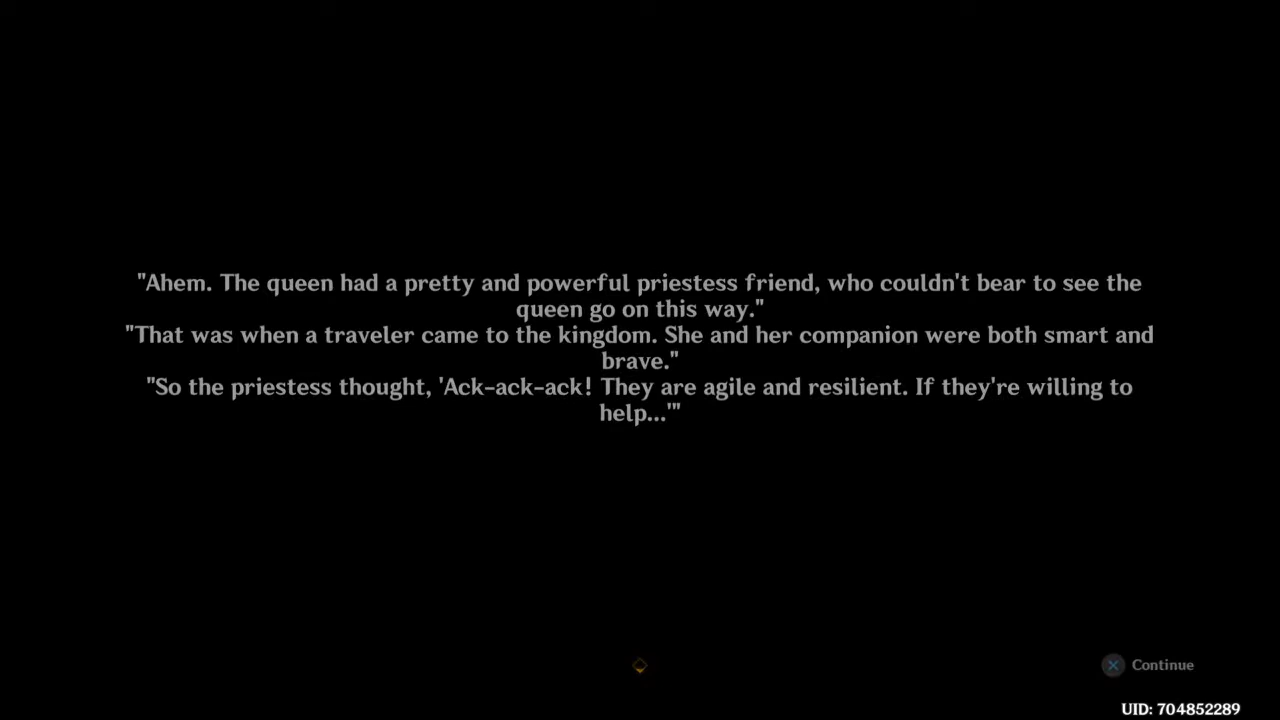 "Ahem. The queen had a pretty and powerful priestess friend, who couldn't bear to see the
queen go on this way."
"That was when a traveler came to the kingdom. She and her companion were both smart and
brave."
"So the priestess thought, 'Ack-ack-ack! They are agile and resilient. If they're willing to
help...'"
Continue
UID: 704852289